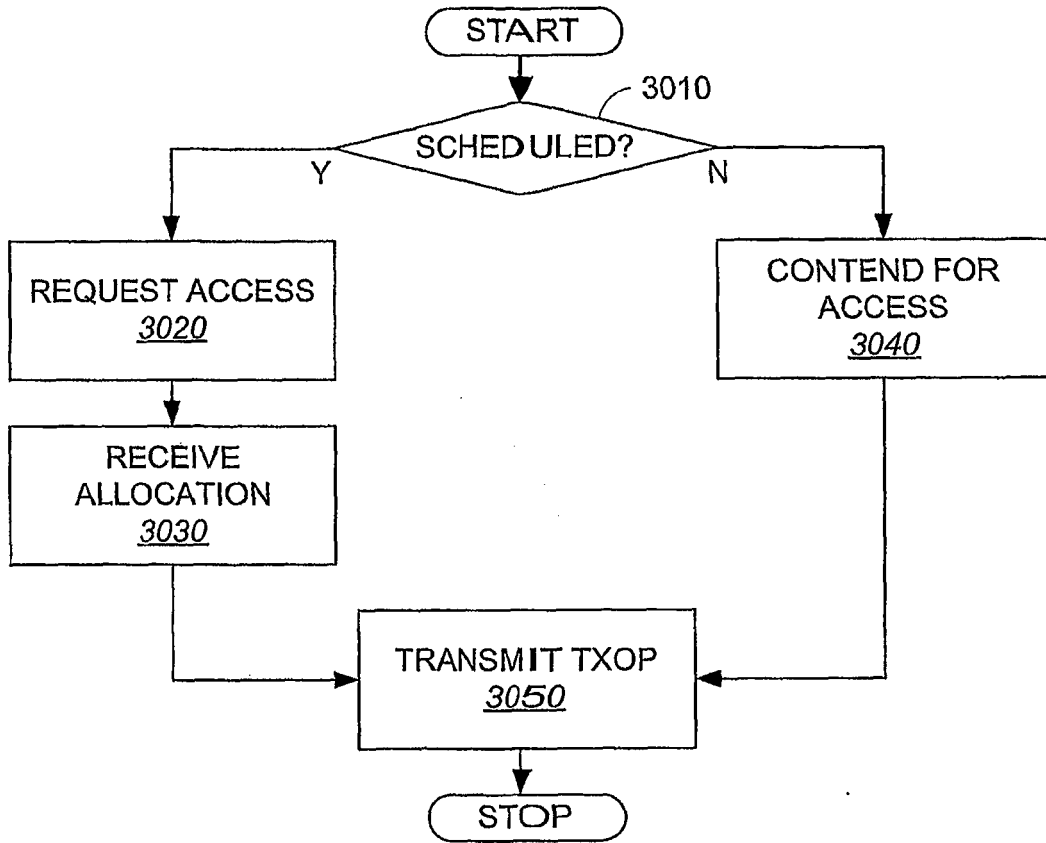 START
3010
SCHEDULED?
Y
N
REQUEST ACCESS
3020
CONTEND FOR
ACCESS
3040
RECEIVE
ALLOCATION
3030
TRANSMIT TXOP
3050
STOP